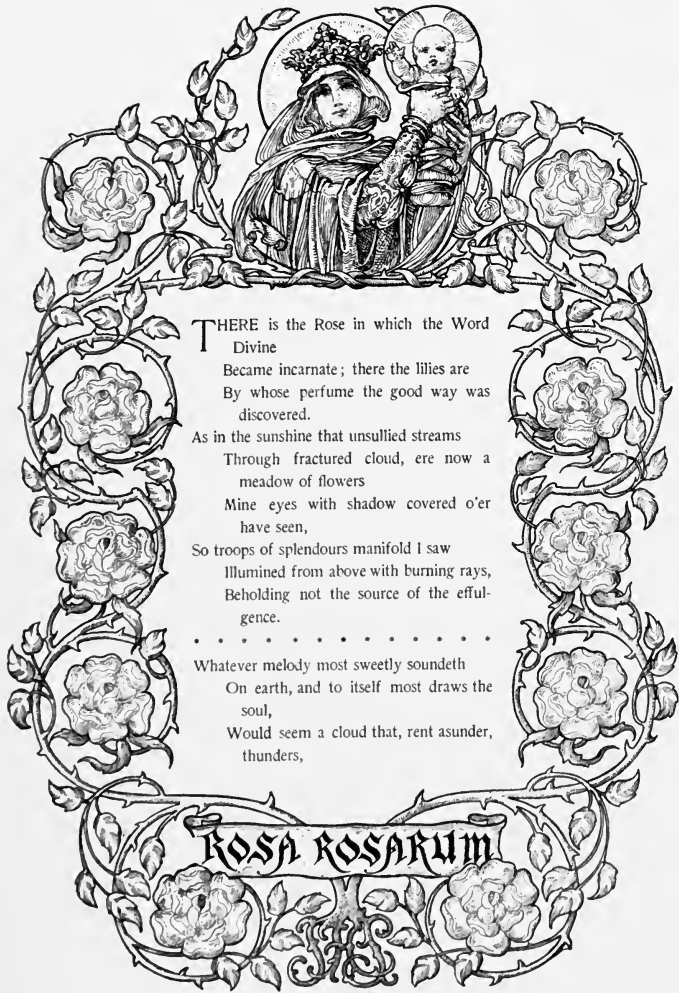 THERE is the Rose in which the Word
Divine
Became incarnate; there the lilies are
By whose perfume the good way was
discovered.
As in the sunshine that unsullied streams
Through fractured cloud, ere now a
meadow of flowers
Mine eyes with shadow covered o'er
have seen,
So troops of splendours manifold I saw
Illumined from above with burning rays,
Beholding not the source of the efful-
gence.
. . . . . . . . . . . . .
Whatever melody most sweetly soundeth
On earth, and to itself most draws the
soul,
Would seem a cloud that, rent asunder,
thunders,
ROSA ROSARUM
IHS